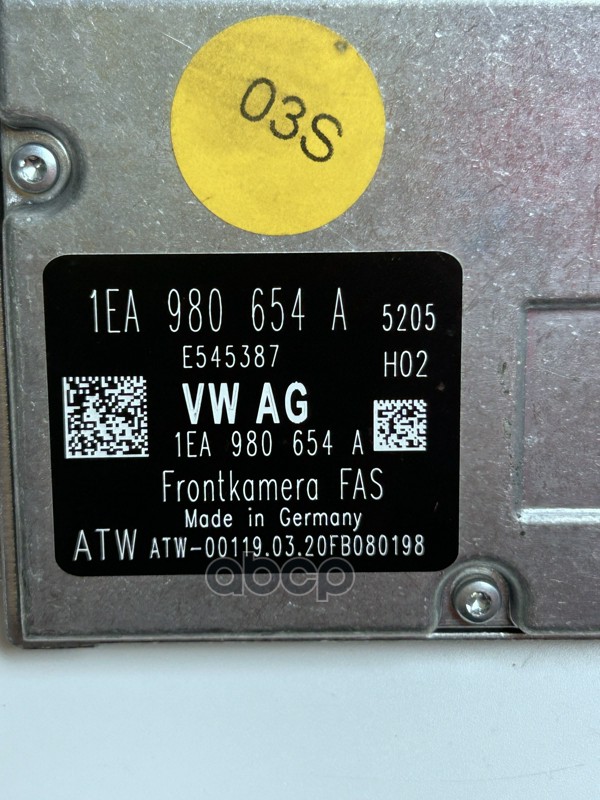 03S
1EA 980 654 A 5205
E545387 H02
VW AG
1EA 980 654 A
Frontkamera FAS
Made in Germany
ATW ATW-00119.03.20FB080198
abcp